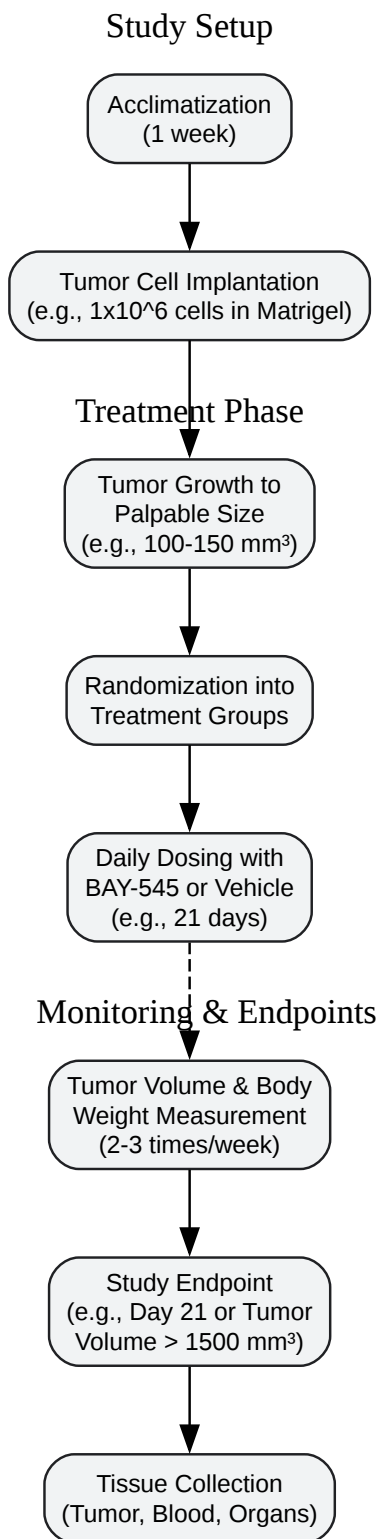 Study Setup
Acclimatization
(1 week)
Tumor Cell Implantation
(e.g., 1x10^6 cells in Matrigel)
Treatment Phase
Tumor Growth to
Palpable Size
(e.g., 100-150 mm³)
Randomization into
Treatment Groups
Daily Dosing with
BAY-545 or Vehicle
(e.g., 21 days)
Monitoring & Endpoints
Tumor Volume & Body
Weight Measurement
(2-3 times/week)
Study Endpoint
(e.g., Day 21 or Tumor
Volume > 1500 mm³)
Tissue Collection
(Tumor, Blood, Organs)